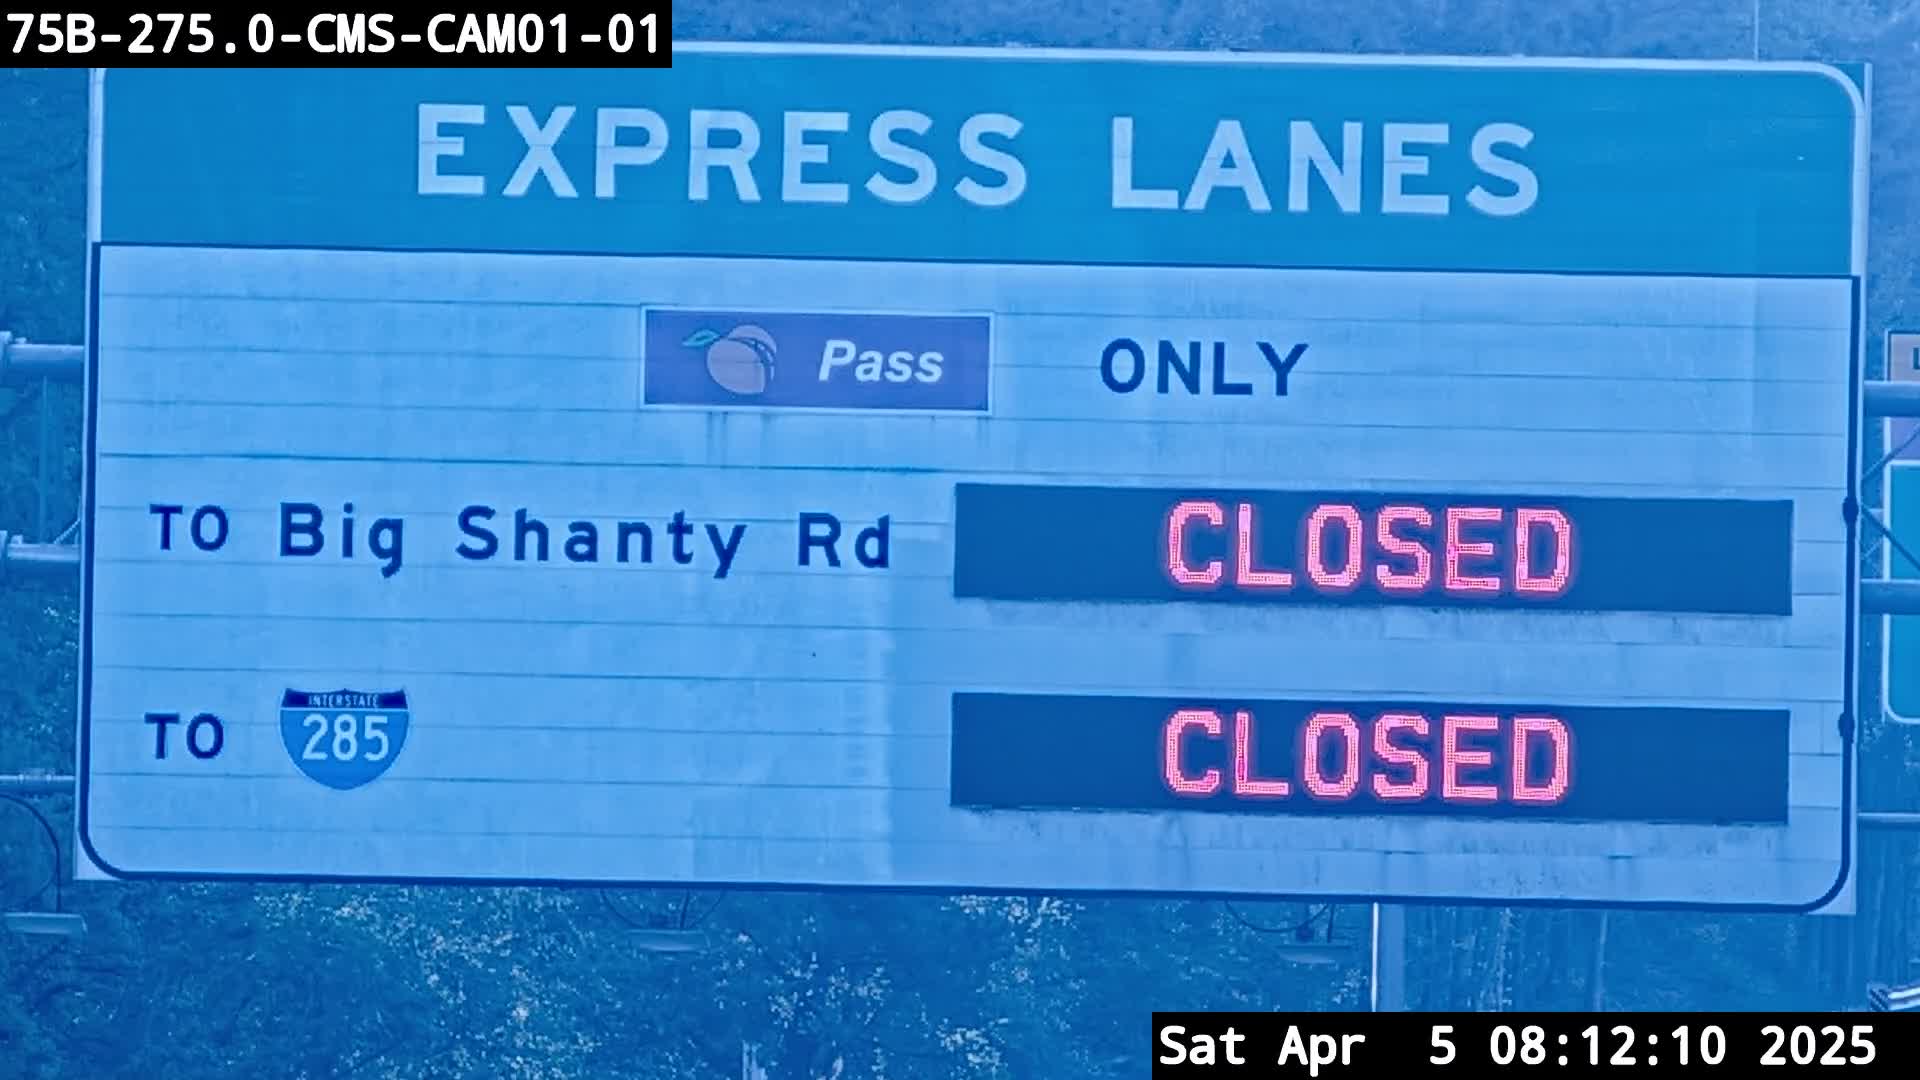 75B-275.0-CMS-CAM01-01
EXPRESS LANES
Pass ONLY
TO Big Shanty Rd CLOSED
TO INTERSTATE 285 CLOSED
Sat Apr 5 08:12:10 2025